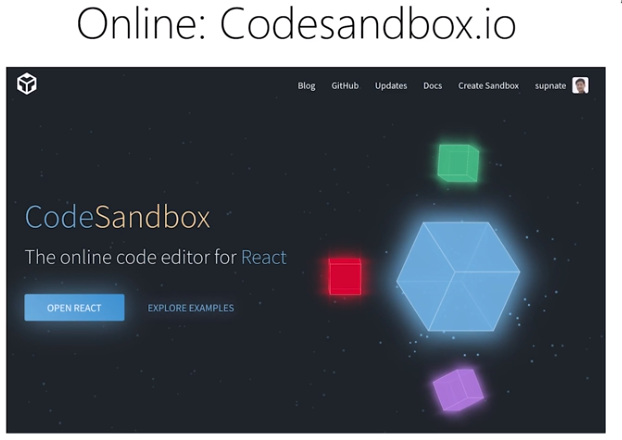 Online: Codesandbox.io
Blog GitHub Updates Docs Create Sandbox supnate
CodeSandbox
The online code editor for React
OPEN REACT EXPLORE EXAMPLES